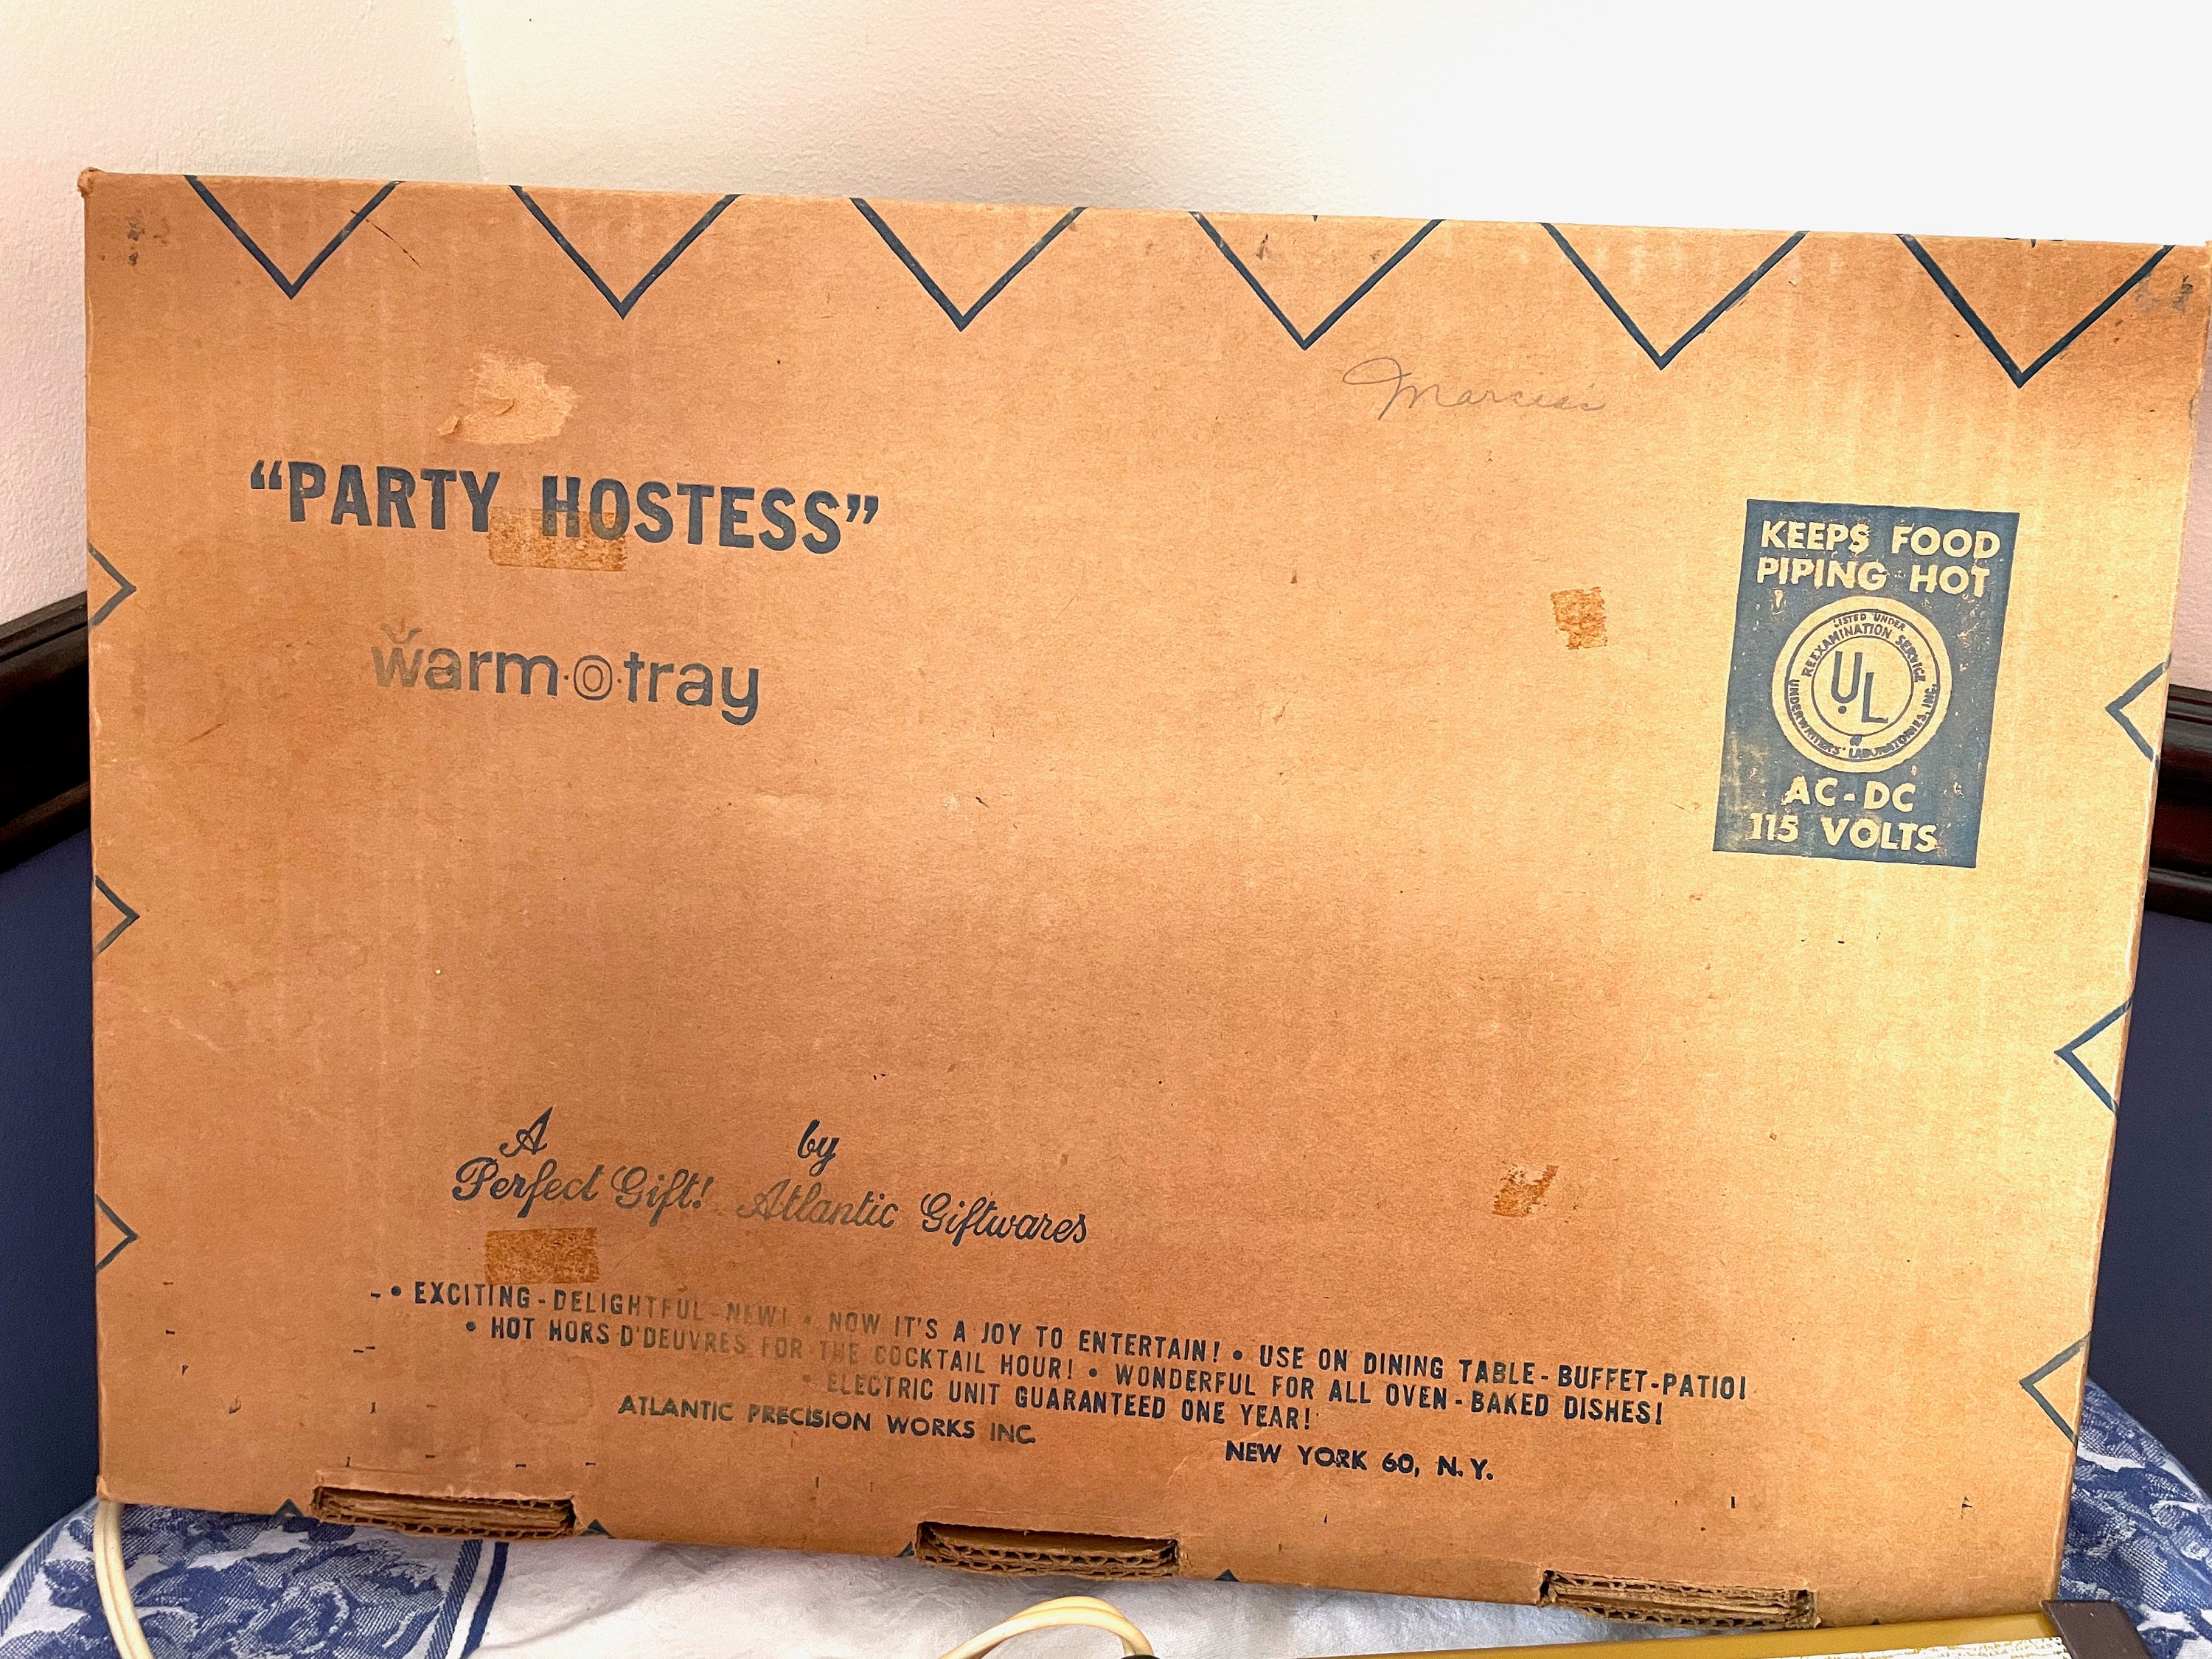 "PARTY HOSTESS"
warm·o·tray
KEEPS FOOD
PIPING HOT
LISTED UNDER
REEXAMINATION SERVICE
UL
OF
UNDERWRITERS' LABORATORIES, INC.
AC-DC
115 VOLTS
A
Perfect Gift!
by
Atlantic Giftwares
• EXCITING-DELIGHTFUL-NEW! • NOW IT'S A JOY TO ENTERTAIN! • USE ON DINING TABLE-BUFFET-PATIO!
• HOT HORS D'DEUVRES FOR THE COCKTAIL HOUR! • WONDERFUL FOR ALL OVEN-BAKED DISHES!
• ELECTRIC UNIT GUARANTEED ONE YEAR!
ATLANTIC PRECISION WORKS INC.
NEW YORK 60, N.Y.